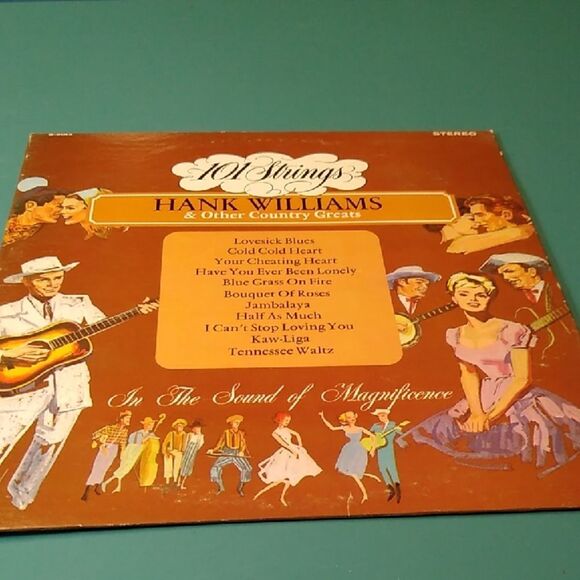 STEREO
101 Strings
HANK WILLIAMS
& Other Country Greats
Lovesick Blues
Cold Cold Heart
Your Cheating Heart
Have You Ever Been Lonely
Blue Grass On Fire
Bouquet Of Roses
Jambalaya
Half As Much
I Can't Stop Loving You
Kaw-Liga
Tennessee Waltz
In The Sound of Magnificence